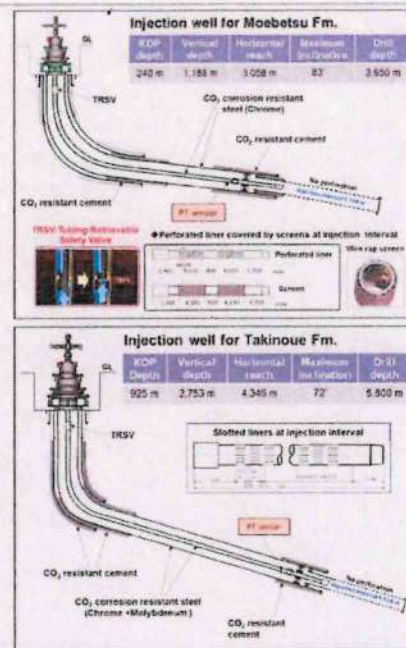 Injection well for Moebetsu Fm.
KOP depth Vertical depth Horizontal reach Maximum inclination Drill depth
240 m 1,188 m 3,058 m 83° 3,650 m
GL
TRSV
CO₂ corrosion resistant steel (Chrome)
CO₂ resistant cement
No perforation
CO₂ resistant cement
PT sensor
TRSV:Tubing Retrievable Safety Valve
◆Perforated liner covered by screens at injection interval
Perforated liner
Screen
Injection well for Takinoue Fm.
KOP Depth Vertical depth Horizontal reach Maximum inclination Drill depth
925 m 2,753 m 4,346 m 72° 5,800 m
GL
TRSV
Slotted liners at injection interval
PT sensor
CO₂ resistant cement
No perforation
CO₂ corrosion resistant steel
(Chrome +Molybdenum )
CO₂ resistant
cement